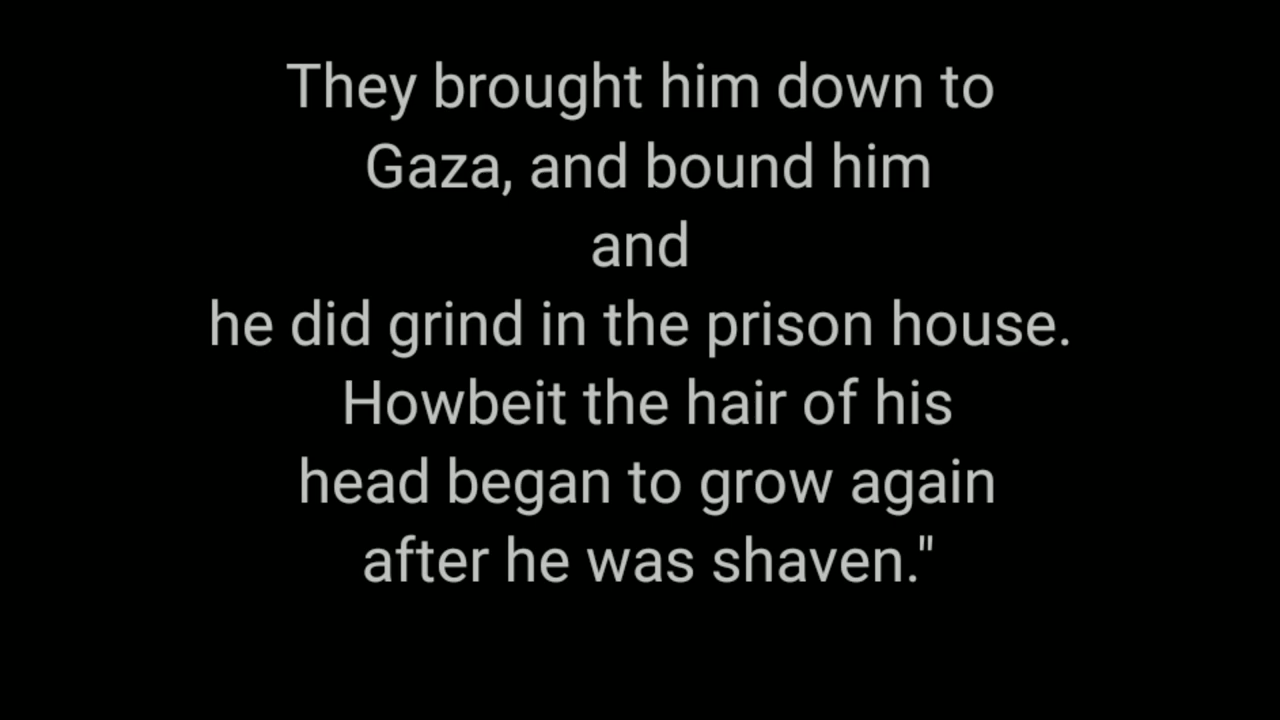 They brought him down to
Gaza, and bound him
and
he did grind in the prison house.
Howbeit the hair of his
head began to grow again
after he was shaven."